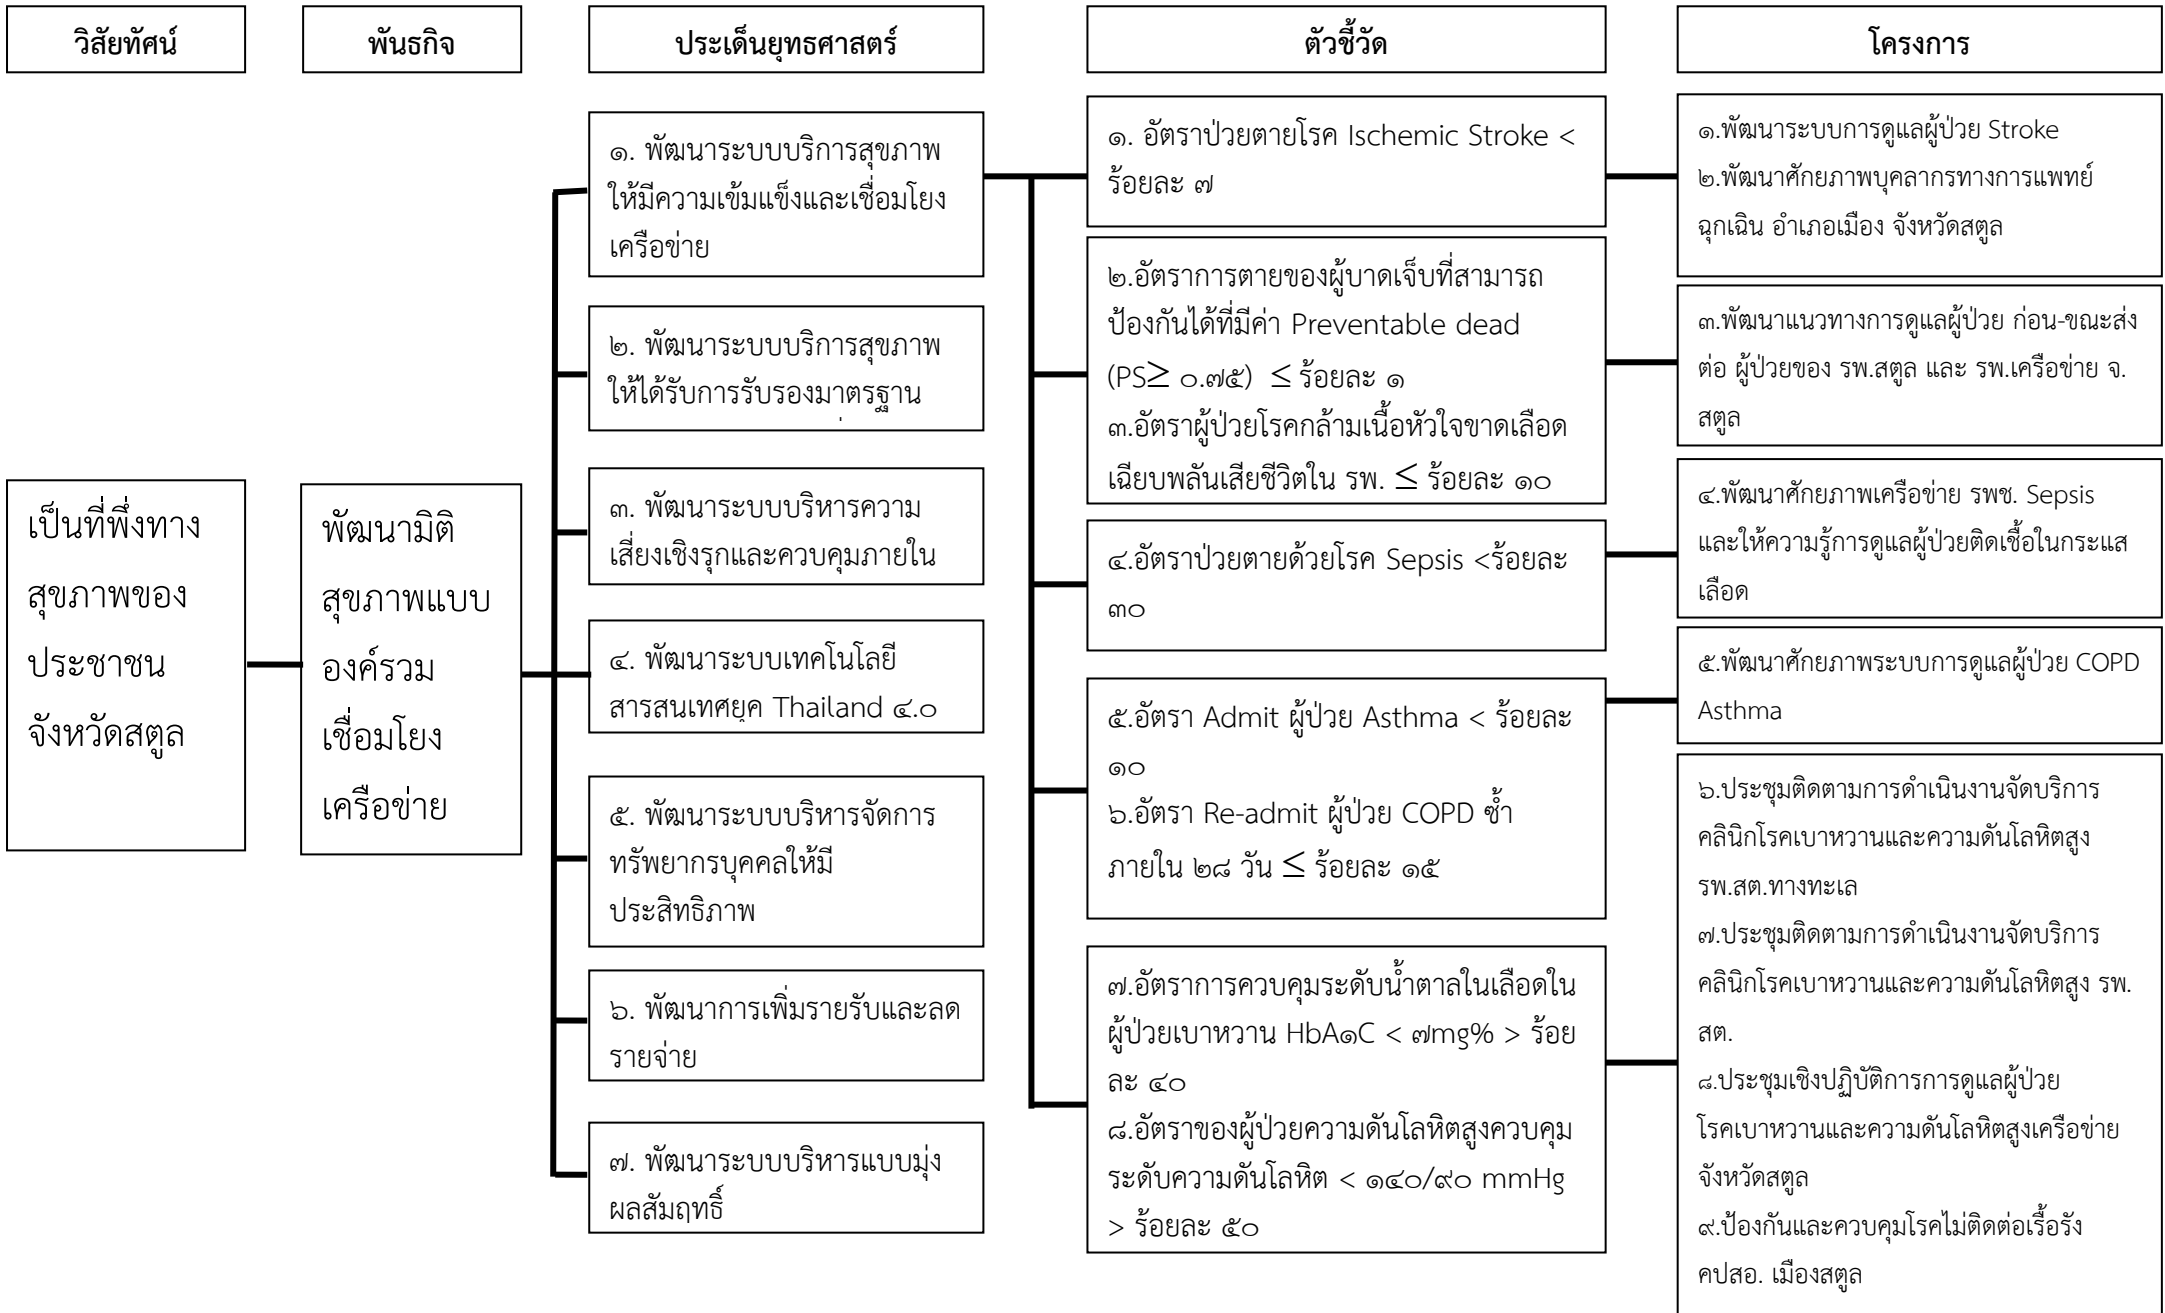 วิสัยทัศน์
พันธกิจ
ประเด็นยุทธศาสตร์
ตัวชี้วัด
โครงการ
เป็นที่พึ่งทาง
สุขภาพของ
ประชาชน
จังหวัดสตูล
พัฒนามิติ
สุขภาพแบบ
องค์รวม
เชื่อมโยง
เครือข่าย
๑. พัฒนาระบบบริการสุขภาพ
ให้มีความเข้มแข็งและเชื่อมโยง
เครือข่าย
๒. พัฒนาระบบบริการสุขภาพ
ให้ได้รับการรับรองมาตรฐาน
๓. พัฒนาระบบบริหารความ
เสี่ยงเชิงรุกและควบคุมภายใน
๔. พัฒนาระบบเทคโนโลยี
สารสนเทศยุค Thailand ๔.๐
๕. พัฒนาระบบบริหารจัดการ
ทรัพยากรบุคคลให้มี
ประสิทธิภาพ
๖. พัฒนาการเพิ่มรายรับและลด
รายจ่าย
๗. พัฒนาระบบบริหารแบบมุ่ง
ผลสัมฤทธิ์
๑. อัตราป่วยตายโรค Ischemic Stroke <
ร้อยละ ๗
๒.อัตราการตายของผู้บาดเจ็บที่สามารถ
ป้องกันได้ที่มีค่า Preventable dead
(PS≥ ๐.๗๕) ≤ ร้อยละ ๑
๓.อัตราผู้ป่วยโรคกล้ามเนื้อหัวใจขาดเลือด
เฉียบพลันเสียชีวิตใน รพ. ≤ ร้อยละ ๑๐
๔.อัตราป่วยตายด้วยโรค Sepsis <ร้อยละ
๓๐
๕.อัตรา Admit ผู้ป่วย Asthma < ร้อยละ
๑๐
๖.อัตรา Re-admit ผู้ป่วย COPD ซ้ำ
ภายใน ๒๘ วัน ≤ ร้อยละ ๑๕
๗.อัตราการควบคุมระดับน้ำตาลในเลือดใน
ผู้ป่วยเบาหวาน HbA๑C < ๗mg% > ร้อย
ละ ๔๐
๘.อัตราของผู้ป่วยความดันโลหิตสูงควบคุม
ระดับความดันโลหิต < ๑๔๐/๙๐ mmHg
> ร้อยละ ๕๐
๑.พัฒนาระบบการดูแลผู้ป่วย Stroke
๒.พัฒนาศักยภาพบุคลากรทางการแพทย์
ฉุกเฉิน อำเภอเมือง จังหวัดสตูล
๓.พัฒนาแนวทางการดูแลผู้ป่วย ก่อน-ขณะส่ง
ต่อ ผู้ป่วยของ รพ.สตูล และ รพ.เครือข่าย จ.
สตูล
๔.พัฒนาศักยภาพเครือข่าย รพช. Sepsis
และให้ความรู้การดูแลผู้ป่วยติดเชื้อในกระแส
เลือด
๕.พัฒนาศักยภาพระบบการดูแลผู้ป่วย COPD
Asthma
๖.ประชุมติดตามการดำเนินงานจัดบริการ
คลินิกโรคเบาหวานและความดันโลหิตสูง
รพ.สต.ทางทะเล
๗.ประชุมติดตามการดำเนินงานจัดบริการ
คลินิกโรคเบาหวานและความดันโลหิตสูง รพ.
สต.
๘.ประชุมเชิงปฏิบัติการการดูแลผู้ป่วย
โรคเบาหวานและความดันโลหิตสูงเครือข่าย
จังหวัดสตูล
๙.ป้องกันและควบคุมโรคไม่ติดต่อเรื้อรัง
คปสอ. เมืองสตูล